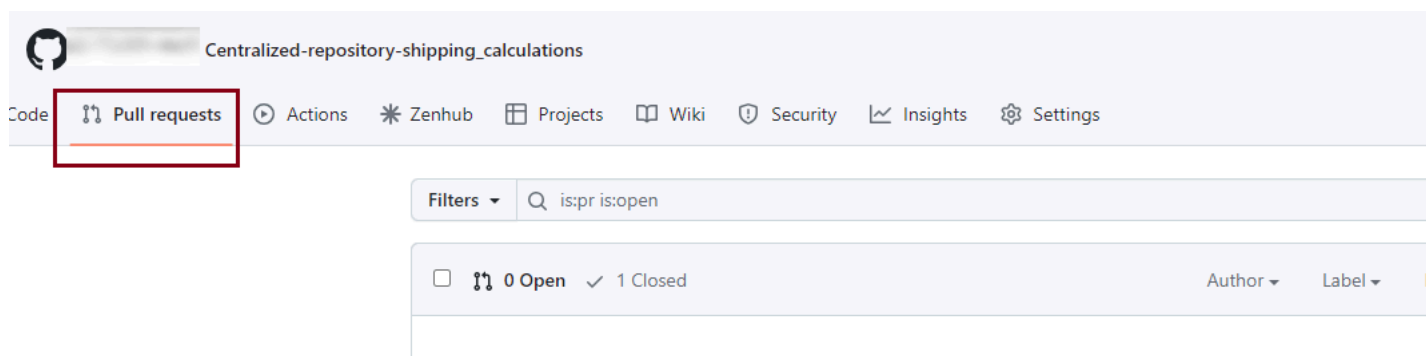 Centralized-repository-shipping_calculations
Code Pull requests Actions Zenhub Projects Wiki Security Insights Settings
Filters is:pr is:open
0 Open 1 Closed Author Label